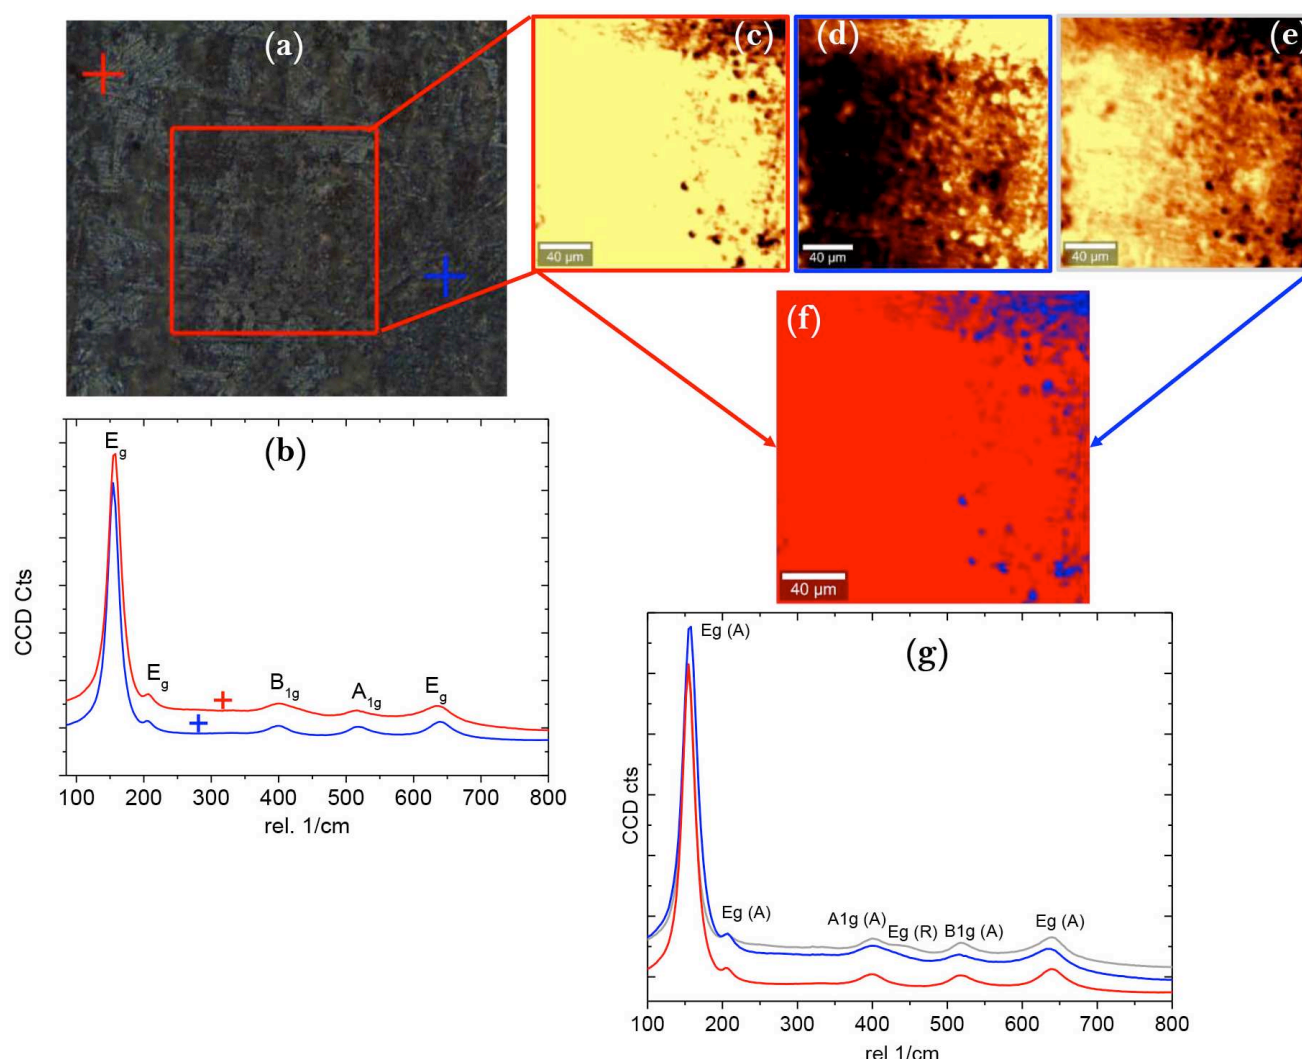 (a)
(c)
(d)
(e)
40 µm
40 µm
40 µm
(f)
40 µm
(b)
E
g
E
g
B
1g
A
1g
E
g
CCD Cts
100 200 300 400 500 600 700 800
rel. 1/cm
(g)
Eg (A)
Eg (A)
A1g (A)
Eg (R)
B1g (A)
Eg (A)
CCD cts
100 200 300 400 500 600 700 800
rel 1/cm